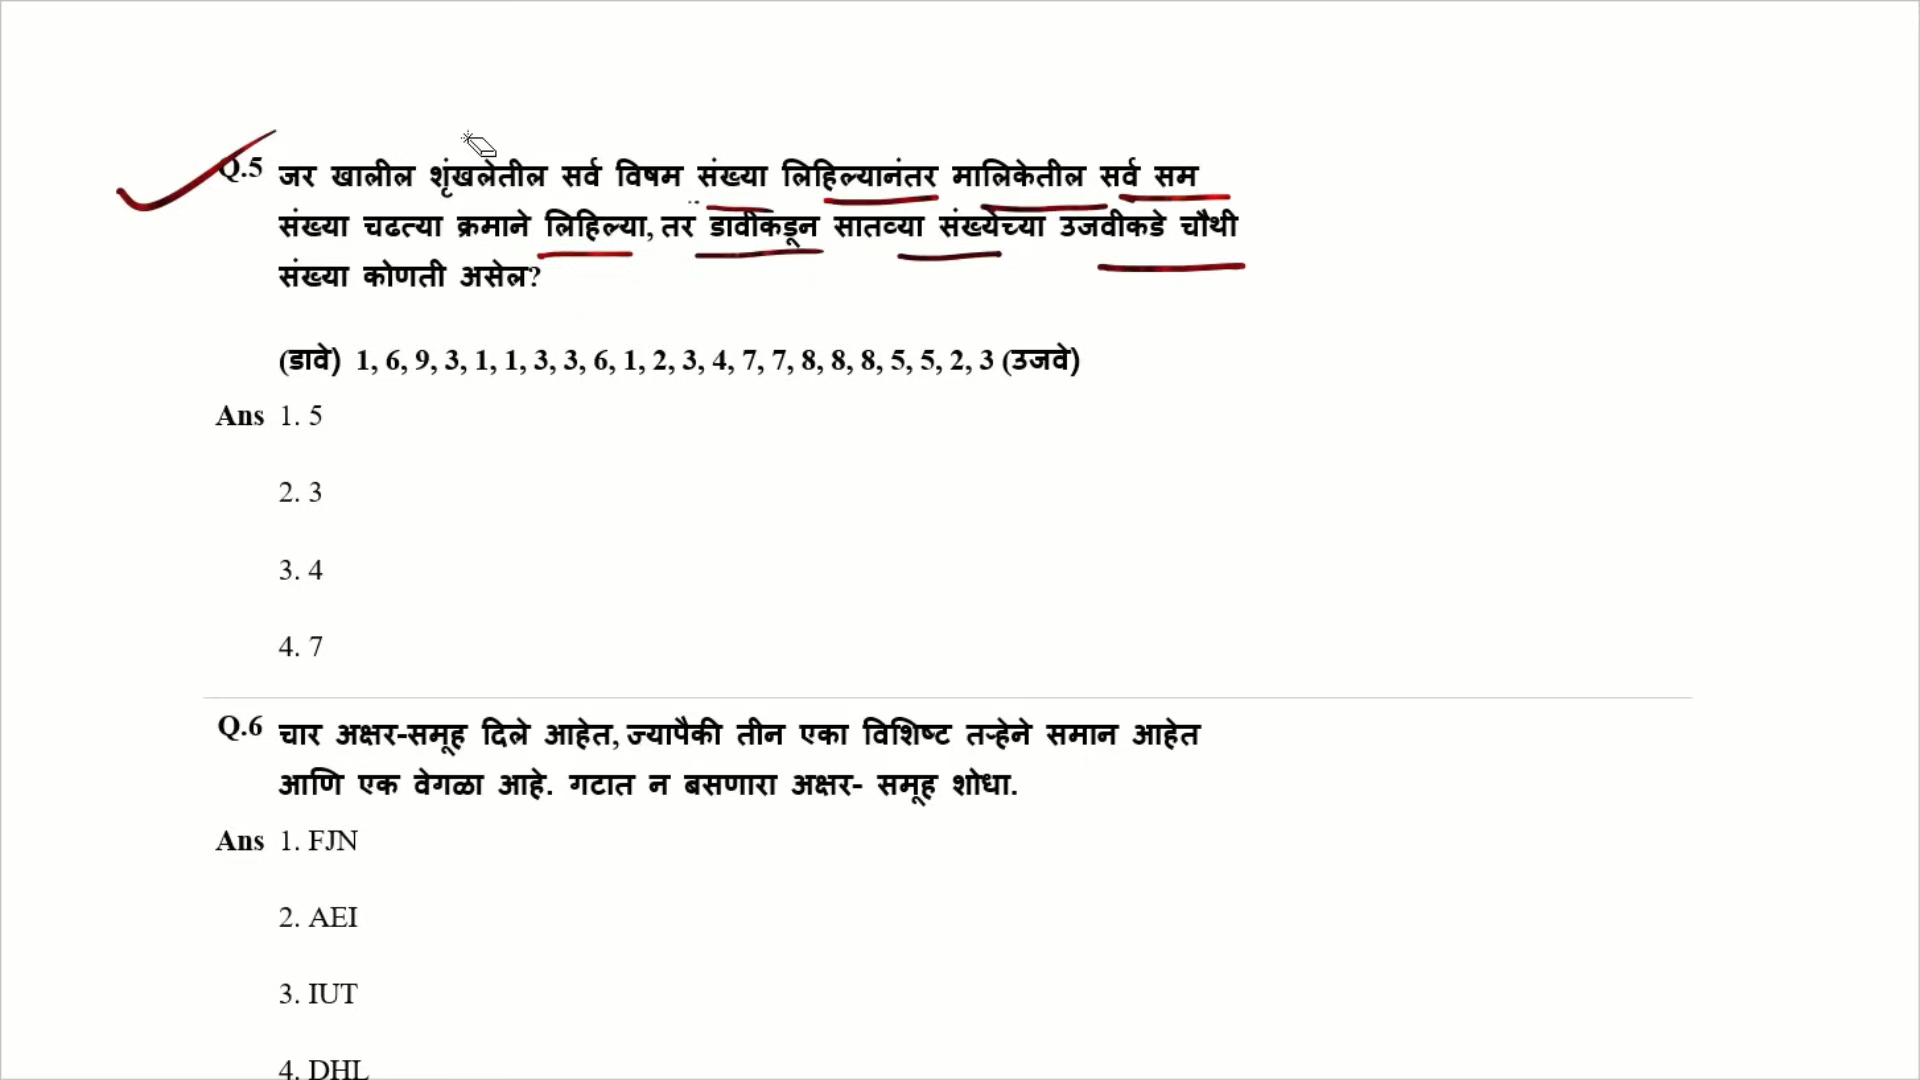 Q.5 जर खालील शृंखलेतील सर्व विषम संख्या लिहिल्यानंतर मालिकेतील सर्व सम
संख्या चढत्या क्रमाने लिहिल्या, तर डावीकडून सातव्या संख्येच्या उजवीकडे चौथी
संख्या कोणती असेल?
(डावे) 1, 6, 9, 3, 1, 1, 3, 3, 6, 1, 2, 3, 4, 7, 7, 8, 8, 8, 5, 5, 2, 3 (उजवे)
Ans 1. 5
2. 3
3. 4
4. 7
Q.6 चार अक्षर-समूह दिले आहेत, ज्यापैकी तीन एका विशिष्ट तऱ्हेने समान आहेत
आणि एक वेगळा आहे. गटात न बसणारा अक्षर- समूह शोधा.
Ans 1. FJN
2. AEI
3. IUT
4. DHL